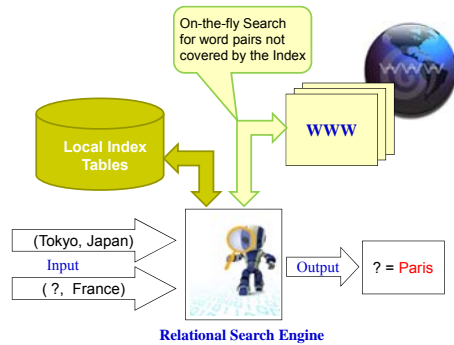 On-the-fly Search
for word pairs not
covered by the Index
WWW
WWW
Local Index
Tables
(Tokyo, Japan)
Input
( ?, France)
Output
? = Paris
Relational Search Engine